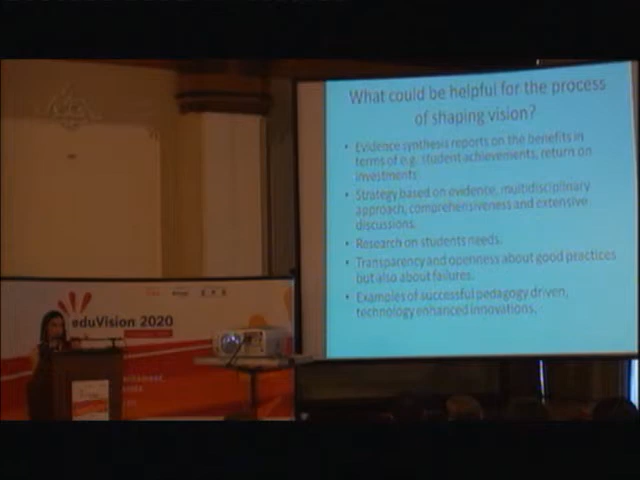 What could be helpful for the process
of shaping vision?
• Evidence synthesis reports on the benefits in
terms of e.g. student achievements, return on
investments
• Strategy based on evidence, multidisciplinary
approach, comprehensiveness and extensive
discussions.
• Research on students needs.
• Transparency and openness about good practices
but also about failures.
• Examples of successful pedagogy driven,
technology enhanced innovations.
eduVision 2020